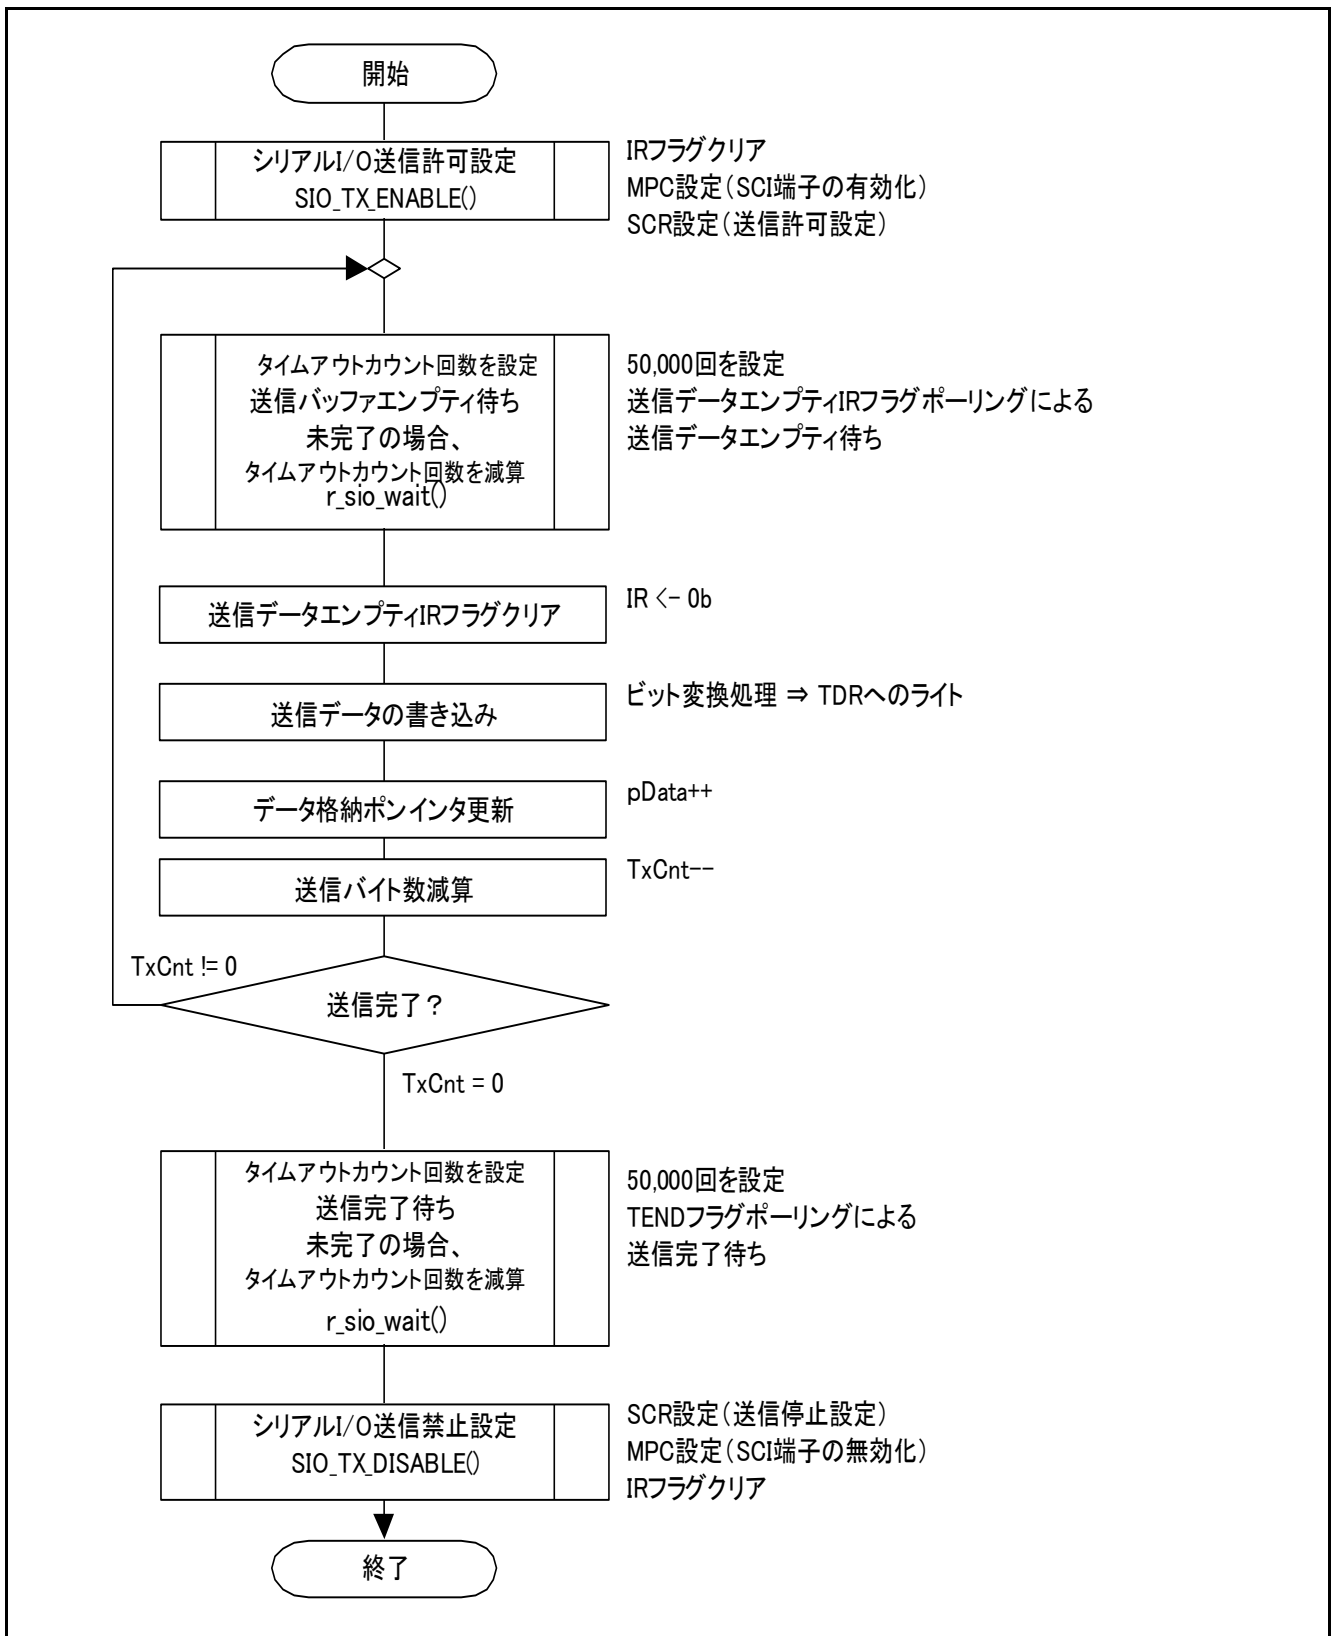 開始
シリアルI/O送信許可設定
SIO_TX_ENABLE()
IRフラグクリア
MPC設定(SCI端子の有効化)
SCR設定(送信許可設定)
タイムアウトカウント回数を設定
送信バッファエンプティ待ち
未完了の場合、
タイムアウトカウント回数を減算
r_sio_wait()
50,000回を設定
送信データエンプティIRフラグポーリングによる
送信データエンプティ待ち
送信データエンプティIRフラグクリア
IR <- 0b
送信データの書き込み
ビット変換処理 ⇒ TDRへのライト
データ格納ポンインタ更新
pData++
送信バイト数減算
TxCnt--
TxCnt != 0
送信完了？
TxCnt = 0
タイムアウトカウント回数を設定
送信完了待ち
未完了の場合、
タイムアウトカウント回数を減算
r_sio_wait()
50,000回を設定
TENDフラグポーリングによる
送信完了待ち
シリアルI/O送信禁止設定
SIO_TX_DISABLE()
SCR設定(送信停止設定)
MPC設定(SCI端子の無効化)
IRフラグクリア
終了